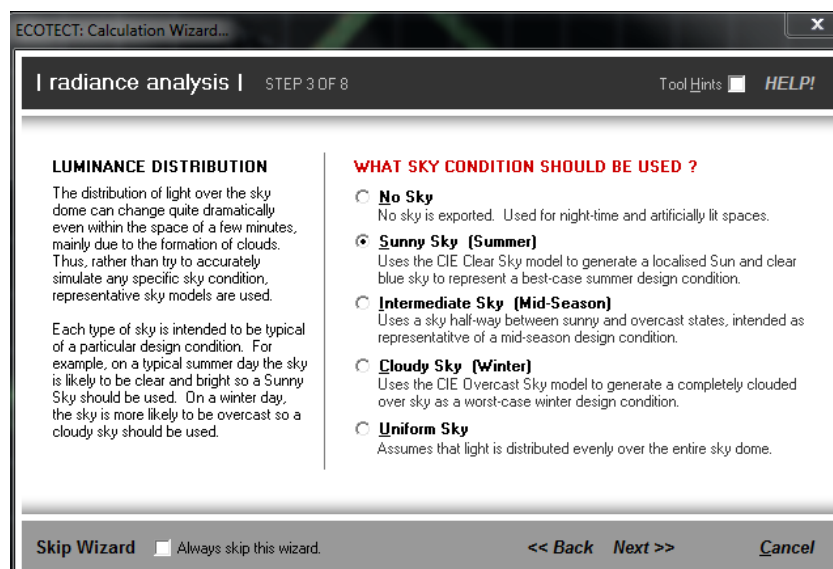 ECOTECT: Calculation Wizard...
x
| radiance analysis | STEP 3 OF 8
Tool Hints
HELP!
LUMINANCE DISTRIBUTION
The distribution of light over the sky
dome can change quite dramatically
even within the space of a few minutes,
mainly due to the formation of clouds.
Thus, rather than try to accurately
simulate any specific sky condition,
representative sky models are used.
Each type of sky is intended to be typical
of a particular design condition. For
example, on a typical summer day the sky
is likely to be clear and bright so a Sunny
Sky should be used. On a winter day,
the sky is more likely to be overcast so a
cloudy sky should be used.
WHAT SKY CONDITION SHOULD BE USED ?
No Sky
No sky is exported. Used for night-time and artificially lit spaces.
Sunny Sky (Summer)
Uses the CIE Clear Sky model to generate a localised Sun and clear
blue sky to represent a best-case summer design condition.
Intermediate Sky (Mid-Season)
Uses a sky half-way between sunny and overcast states, intended as
representatitve of a mid-season design condition.
Cloudy Sky (Winter)
Uses the CIE Overcast Sky model to generate a completely clouded
over sky as a worst-case winter design condition.
Uniform Sky
Assumes that light is distributed evenly over the entire sky dome.
Skip Wizard
Always skip this wizard.
<< Back
Next >>
Cancel